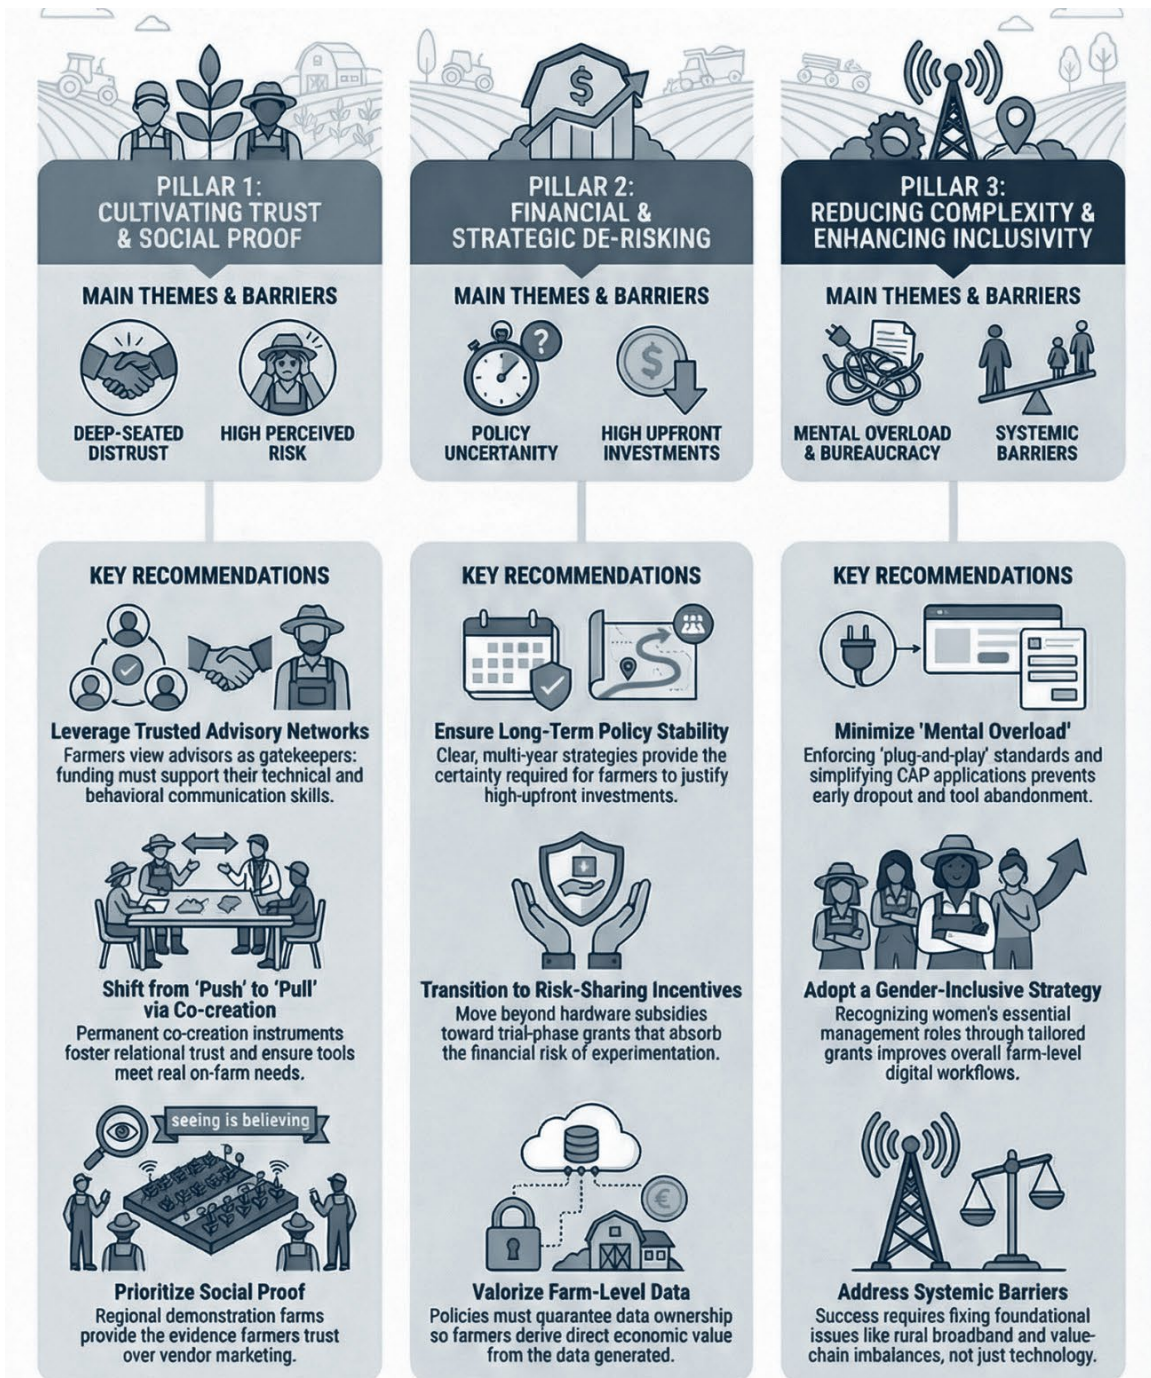 PILLAR 1:
CULTIVATING TRUST
& SOCIAL PROOF
MAIN THEMES & BARRIERS
DEEP-SEATED
DISTRUST
HIGH PERCEIVED
RISK
KEY RECOMMENDATIONS
Leverage Trusted Advisory Networks
Farmers view advisors as gatekeepers:
funding must support their technical and
behavioral communication skills.
Shift from ‘Push’ to ‘Pull’
via Co-creation
Permanent co-creation instruments
foster relational trust and ensure tools
meet real on-farm needs.
seeing is believing
Prioritize Social Proof
Regional demonstration farms
provide the evidence farmers trust
over vendor marketing.
PILLAR 2:
FINANCIAL &
STRATEGIC DE-RISKING
MAIN THEMES & BARRIERS
?
$
POLICY
UNCERTANITY
HIGH UPFRONT
INVESTMENTS
KEY RECOMMENDATIONS
Ensure Long-Term Policy Stability
Clear, multi-year strategies provide the
certainty required for farmers to justify
high-upfront investments.
Transition to Risk-Sharing Incentives
Move beyond hardware subsidies
toward trial-phase grants that absorb
the financial risk of experimentation.
€
Valorize Farm-Level Data
Policies must guarantee data ownership
so farmers derive direct economic value
from the data generated.
PILLAR 3:
REDUCING COMPLEXITY &
ENHANCING INCLUSIVITY
MAIN THEMES & BARRIERS
MENTAL OVERLOAD
& BUREAUCRACY
SYSTEMIC
BARRIERS
KEY RECOMMENDATIONS
Minimize 'Mental Overload'
Enforcing 'plug-and-play' standards and
simplifying CAP applications prevents
early dropout and tool abandonment.
Adopt a Gender-Inclusive Strategy
Recognizing women's essential
management roles through tailored
grants improves overall farm-level
digital workflows.
Address Systemic Barriers
Success requires fixing foundational
issues like rural broadband and value-
chain imbalances, not just technology.